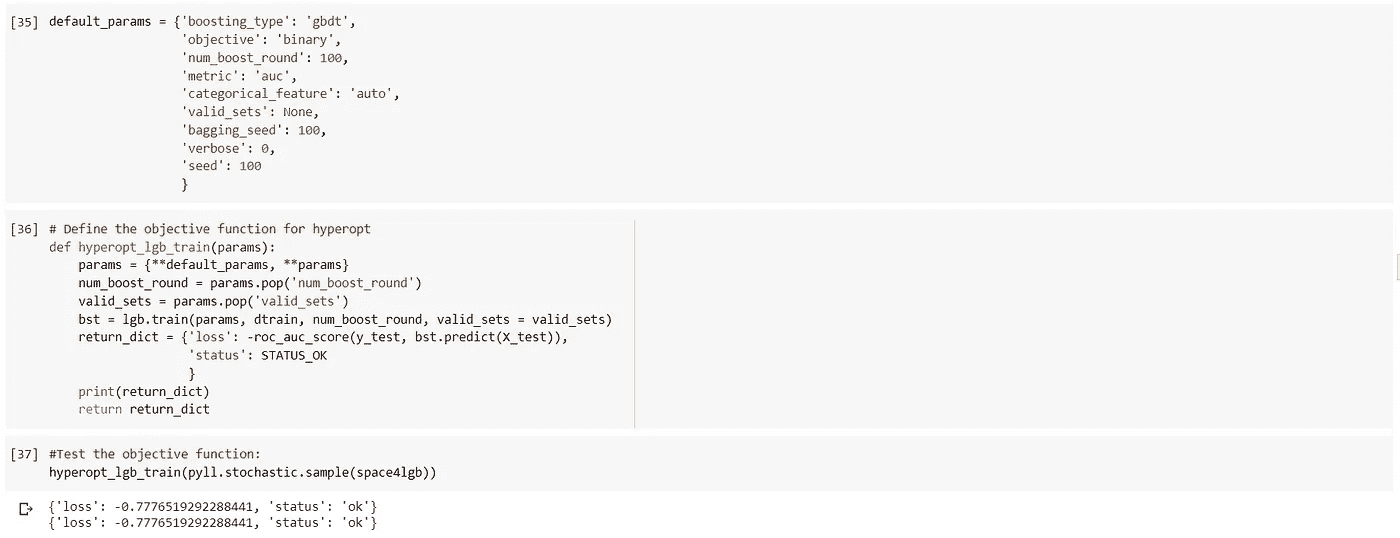 [35] default_params = {'boosting_type': 'gbdt',
'objective': 'binary',
'num_boost_round': 100,
'metric': 'auc',
'categorical_feature': 'auto',
'valid_sets': None,
'bagging_seed': 100,
'verbose': 0,
'seed': 100
}
[36] # Define the objective function for hyperopt
def hyperopt_lgb_train(params):
params = {**default_params, **params}
num_boost_round = params.pop('num_boost_round')
valid_sets = params.pop('valid_sets')
bst = lgb.train(params, dtrain, num_boost_round, valid_sets = valid_sets)
return_dict = {'loss': -roc_auc_score(y_test, bst.predict(X_test)),
'status': STATUS_OK
}
print(return_dict)
return return_dict
[37] #Test the objective function:
hyperopt_lgb_train(pyll.stochastic.sample(space4lgb))
{'loss': -0.7776519292288441, 'status': 'ok'}
{'loss': -0.7776519292288441, 'status': 'ok'}